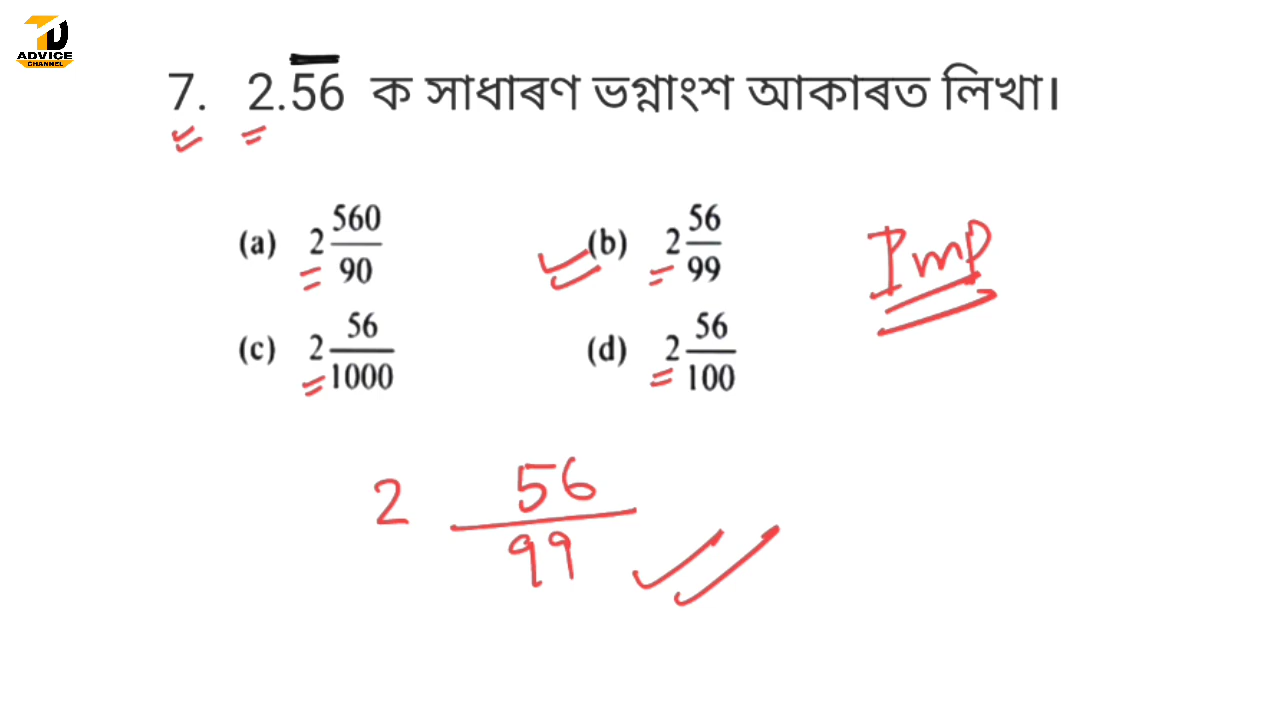 TD
ADVICE
CHANNEL
7. 2.56 ক সাধাৰণ ভগ্নাংশ আকাৰত লিখা।
(a) 2 560/90 (b) 2 56/99
Imp
(c) 2 56/1000 (d) 2 56/100
2 56/99